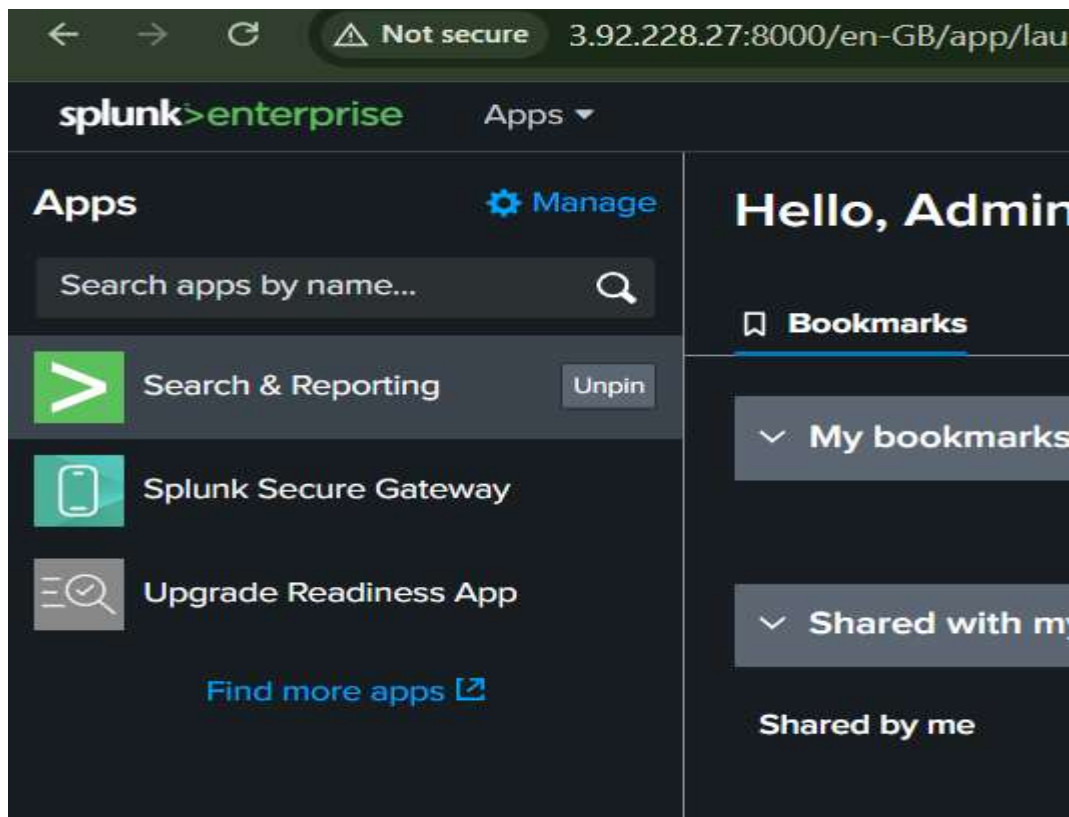 Not secure 3.92.228.27:8000/en-GB/app/lau
splunk>enterprise Apps
Apps Manage
Search apps by name...
Search & Reporting Unpin
Splunk Secure Gateway
Upgrade Readiness App
Find more apps
Hello, Admin
Bookmarks
My bookmarks
Shared with my
Shared by me